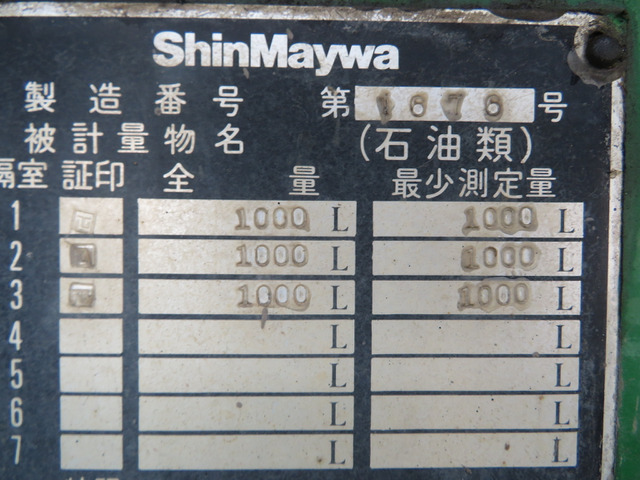 ShinMaywa
製造番号 第 1676 号
被計量物名 (石油類)
隔室 証印 全量 最少測定量
1 1000 L 1000 L
2 1000 L 1000 L
3 1000 L 1000 L
4 L L
5 L L
6 L L
7 L L